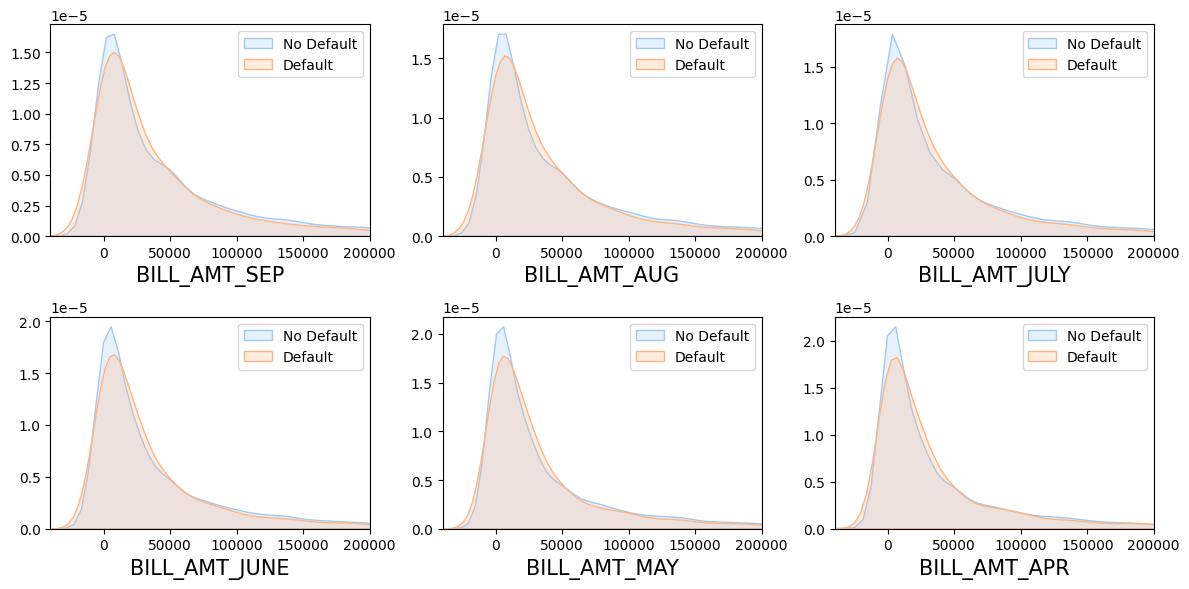 1e−5
1.50
1.25
1.00
0.75
0.50
0.25
0.00
No Default
Default
0
50000
100000
150000
200000
BILL_AMT_SEP
1e−5
1.5
1.0
0.5
0.0
No Default
Default
0
50000
100000
150000
200000
BILL_AMT_AUG
1e−5
1.5
1.0
0.5
0.0
No Default
Default
0
50000
100000
150000
200000
BILL_AMT_JULY
1e−5
2.0
1.5
1.0
0.5
0.0
No Default
Default
0
50000
100000
150000
200000
BILL_AMT_JUNE
1e−5
2.0
1.5
1.0
0.5
0.0
No Default
Default
0
50000
100000
150000
200000
BILL_AMT_MAY
1e−5
2.0
1.5
1.0
0.5
0.0
No Default
Default
0
50000
100000
150000
200000
BILL_AMT_APR